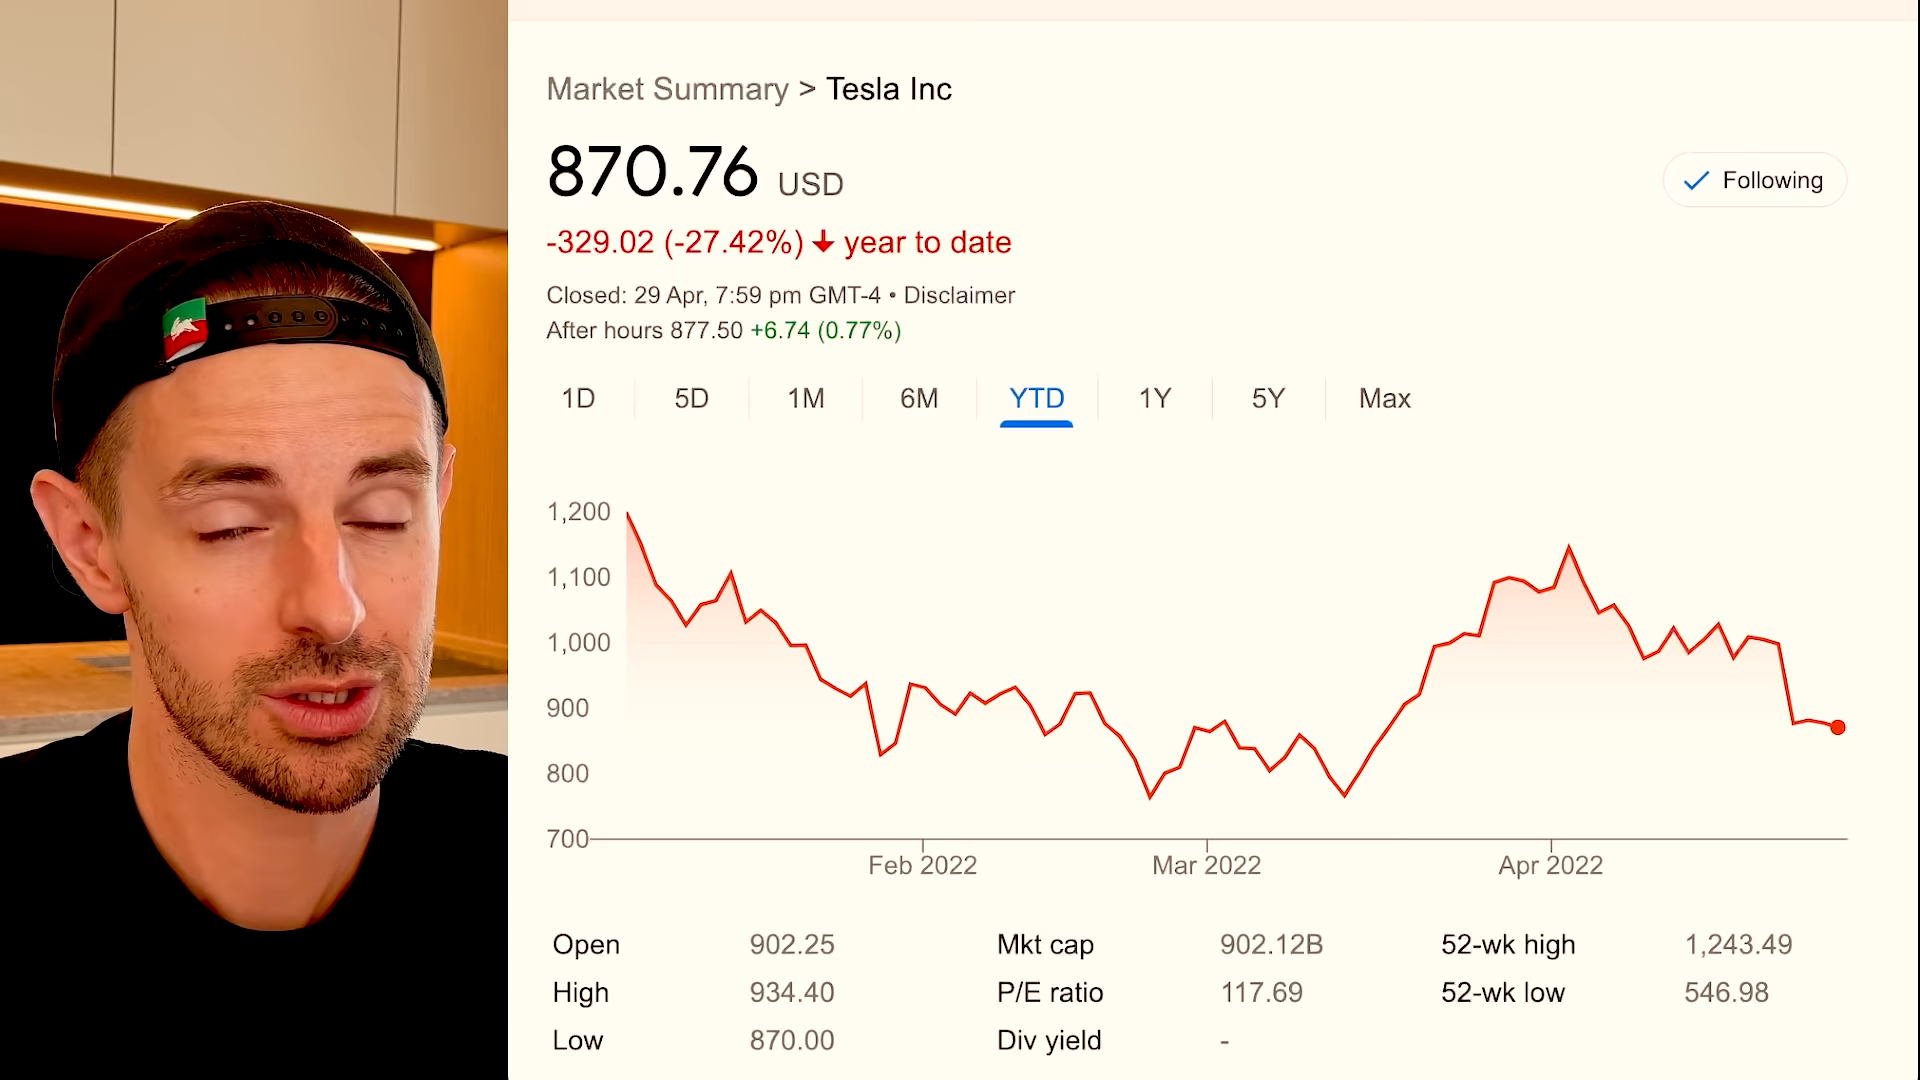 Market Summary > Tesla Inc
870.76 USD
Following
-329.02 (-27.42%) year to date
Closed: 29 Apr, 7:59 pm GMT-4 • Disclaimer
After hours 877.50 +6.74 (0.77%)
1D 5D 1M 6M YTD 1Y 5Y Max
1,200
1,100
1,000
900
800
700
Feb 2022 Mar 2022 Apr 2022
Open 902.25 Mkt cap 902.12B 52-wk high 1,243.49
High 934.40 P/E ratio 117.69 52-wk low 546.98
Low 870.00 Div yield -